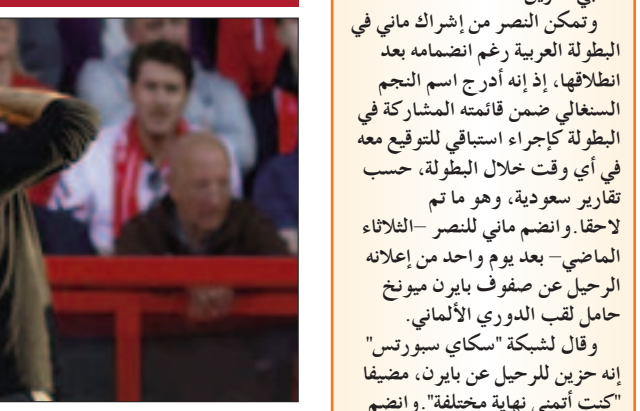 وتمكن النصر من إشراك ماني في
البطولة العربية رغم انضمامه بعد
انطلاقها، إذ إنه أدرج اسم النجم
السنغالي ضمن قائمته المشاركة في
البطولة كإجراء استباقي للتوقيع معه
في أي وقت خلال البطولة، حسب
تقارير سعودية، وهو ما تم
لاحقا.وانضم ماني للنصر –الثلاثاء
الماضي– بعد يوم واحد من إعلانه
الرحيل عن صفوف بايرن ميونخ
حامل لقب الدوري الألماني.
وقال لشبكة "سكاي سبورتس"
إنه حزين للرحيل عن بايرن، مضيفا
"كنت أتمنى نهاية مختلفة".وانضم